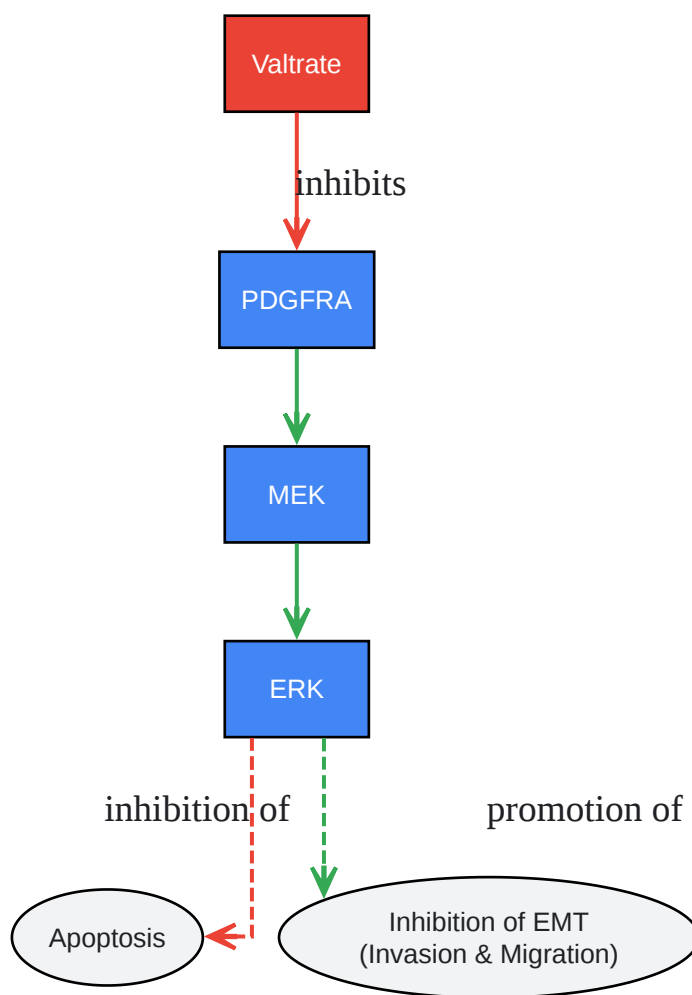 Valtrate
inhibits
PDGFRA
MEK
ERK
inhibition of
promotion of
Apoptosis
Inhibition of EMT
(Invasion & Migration)